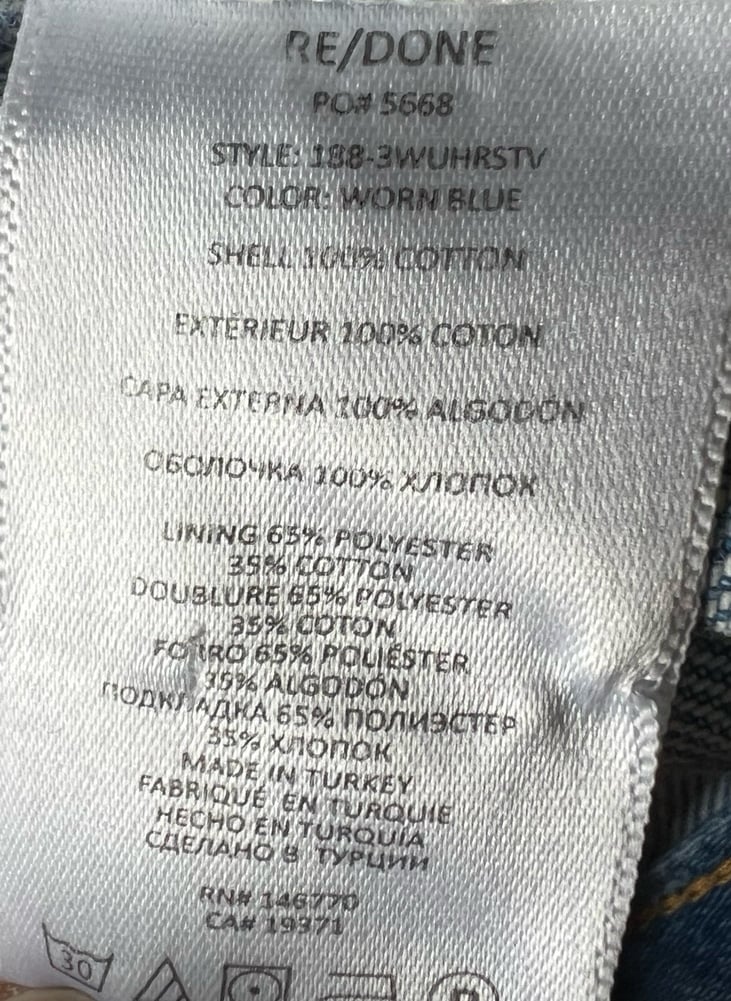 RE/DONE
PO# 5668
STYLE: 188-3WUHRSTV
COLOR: WORN BLUE
SHELL 100% COTTON
EXTÉRIEUR 100% COTON
CAPA EXTERNA 100% ALGODÓN
ОБОЛОЧКА 100% ХЛОПОК
LINING 65% POLYESTER
35% COTTON
DOUBLURE 65% POLYESTER
35% COTON
FORRO 65% POLIÉSTER
35% ALGODÓN
ПОДКЛАДКА 65% ПОЛИЭСТЕР
35% ХЛОПОК
MADE IN TURKEY
FABRIQUÉ EN TURQUIE
HECHO EN TURQUÍA
СДЕЛАНО В ТУРЦИИ
RN# 146770
CA# 19371
30